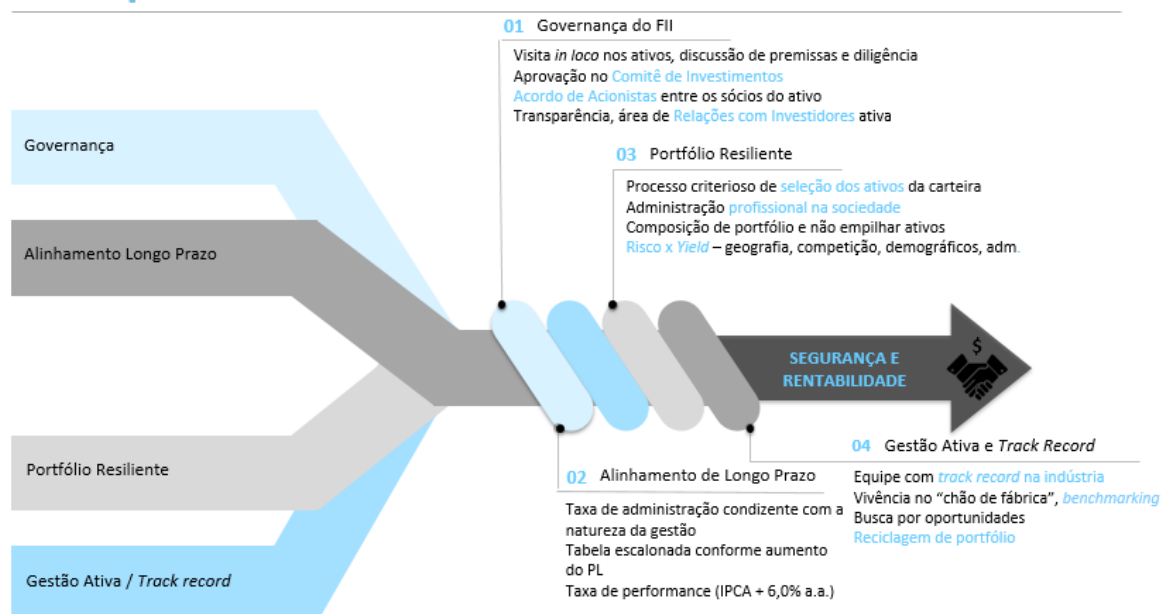 01 Governança do FII
Visita in loco nos ativos, discussão de premissas e diligência
Aprovação no Comitê de Investimentos
Acordo de Acionistas entre os sócios do ativo
Transparência, área de Relações com Investidores ativa
Governança
03 Portfólio Resiliente
Processo criterioso de seleção dos ativos da carteira
Administração profissional na sociedade
Composição de portfólio e não empilhar ativos
Risco x Yield – geografia, competição, demográficos, adm.
Alinhamento Longo Prazo
SEGURANÇA E
RENTABILIDADE
$
Portfólio Resiliente
Gestão Ativa / Track record
02 Alinhamento de Longo Prazo
Taxa de administração condizente com a
natureza da gestão
Tabela escalonada conforme aumento
do PL
Taxa de performance (IPCA + 6,0% a.a.)
04 Gestão Ativa e Track Record
Equipe com track record na indústria
Vivência no “chão de fábrica”, benchmarking
Busca por oportunidades
Reciclagem de portfólio